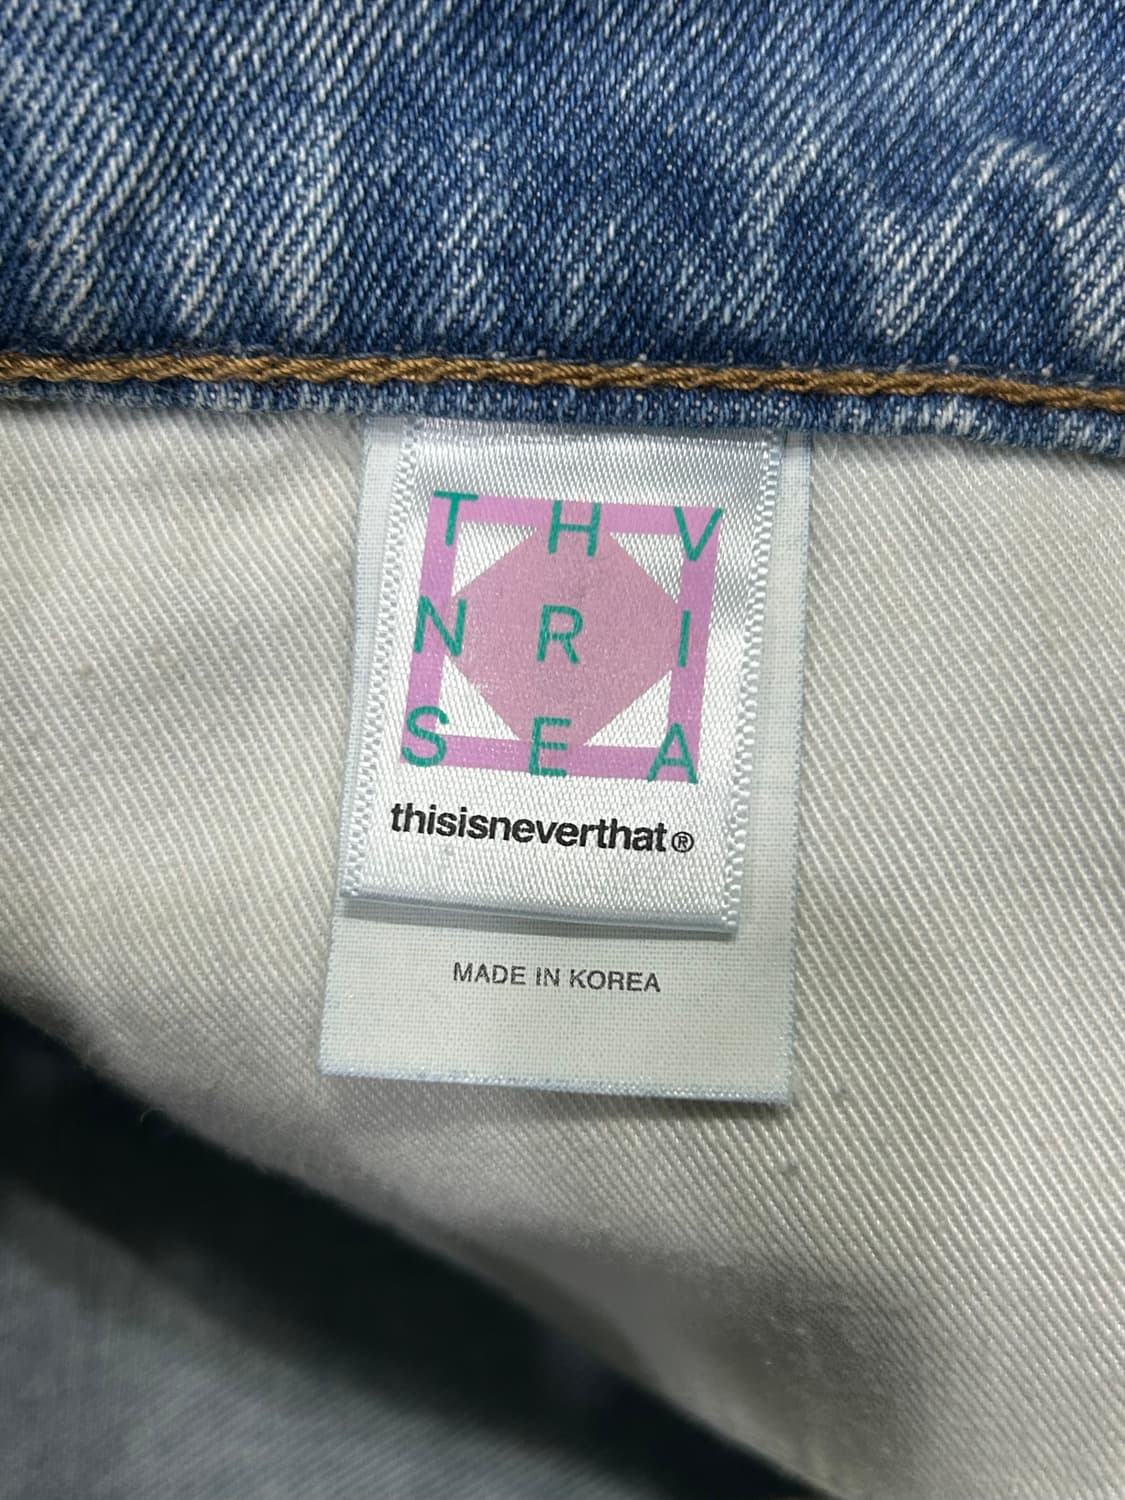 T H V
N R I
S E A
thisisneverthat®
MADE IN KOREA